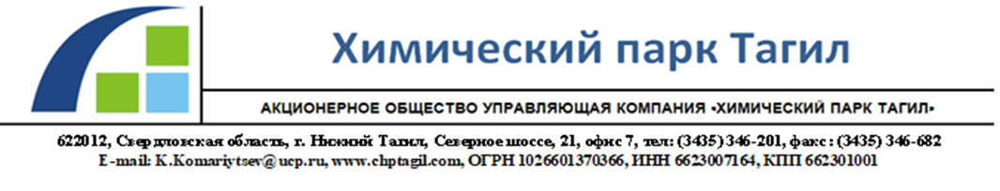 Химический парк Тагил
АКЦИОНЕРНОЕ ОБЩЕСТВО УПРАВЛЯЮЩАЯ КОМПАНИЯ «ХИМИЧЕСКИЙ ПАРК ТАГИЛ»
622012, Свердловская область, г. Нижний Тагил, Северное шоссе, 21, офис 7, тел: (3435) 346-201, факс: (3435) 346-682
E-mail: K.Komariytsev@ucp.ru, www.chptagil.com, ОГРН 1026601370366, ИНН 6623007164, КПП 662301001